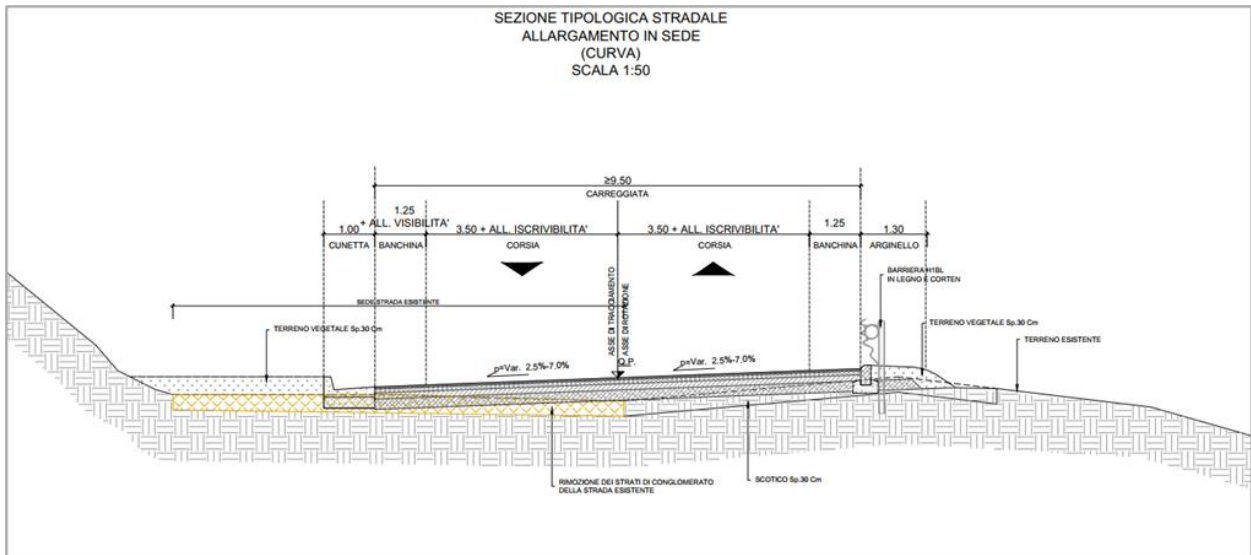 SEZIONE TIPOLOGICA STRADALE
ALLARGAMENTO IN SEDE
(CURVA)
SCALA 1:50
≥9.50
CARREGGIATA
1.00
1.25
+ ALL. VISIBILITA'
3.50 + ALL. ISCRIVIBILITA'
3.50 + ALL. ISCRIVIBILITA'
1.25
1.30
CUNETTA
BANCHINA
CORSIA
CORSIA
BANCHINA
ARGINELLO
BARRIERA H1BL
IN LEGNO E CORTEN
SEDE STRADA ESISTENTE
ASSE DI TRACCIAMENTO
ASSE DI ROTAZIONE
TERRENO VEGETALE Sp.30 Cm
TERRENO VEGETALE Sp.30 Cm
TERRENO ESISTENTE
p=Var. 2.5%-7,0%
Q.P.
p=Var. 2.5%-7,0%
RIMOZIONE DEI STRATI DI CONGLOMERATO
DELLA STRADA ESISTENTE
SCOTICO Sp.30 Cm